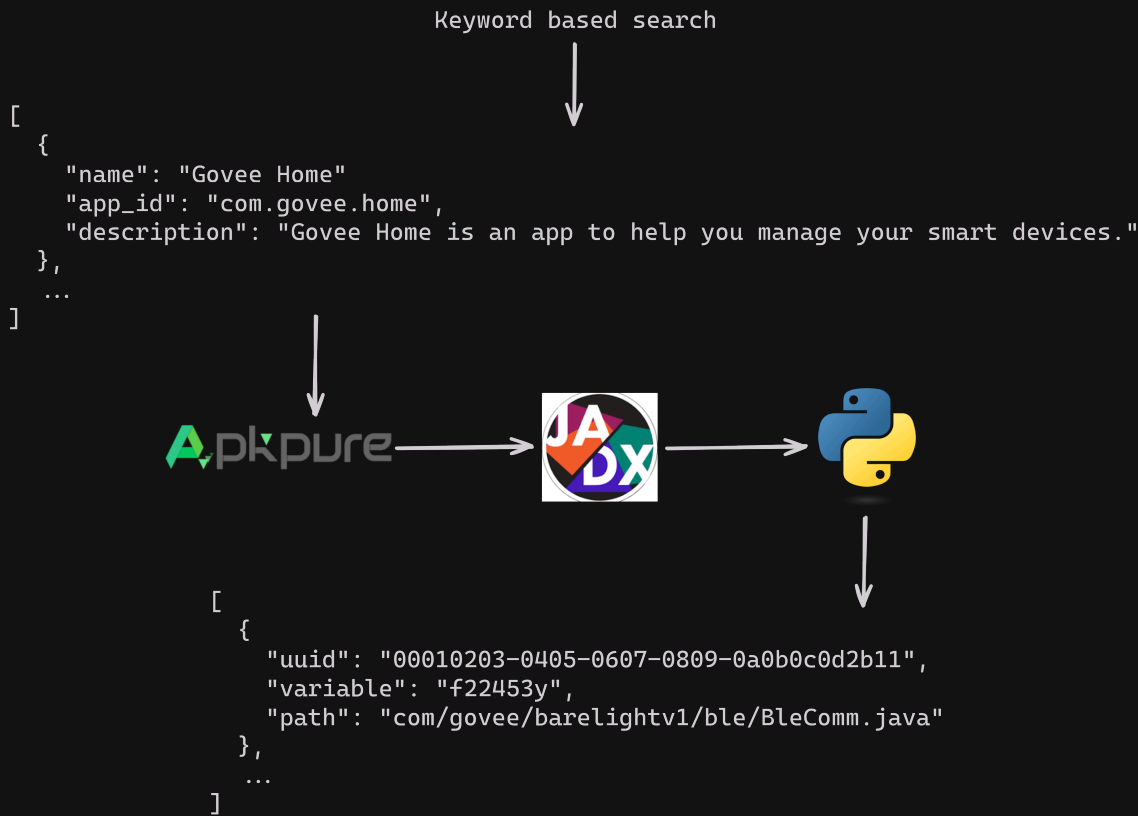 Keyword based search
[
{
"name": "Govee Home"
"app_id": "com.govee.home",
"description": "Govee Home is an app to help you manage your smart devices."
},
...
]
Apkpure
JADX
[
{
"uuid": "00010203-0405-0607-0809-0a0b0c0d2b11",
"variable": "f22453y",
"path": "com/govee/barelightv1/ble/BleComm.java"
},
...
]